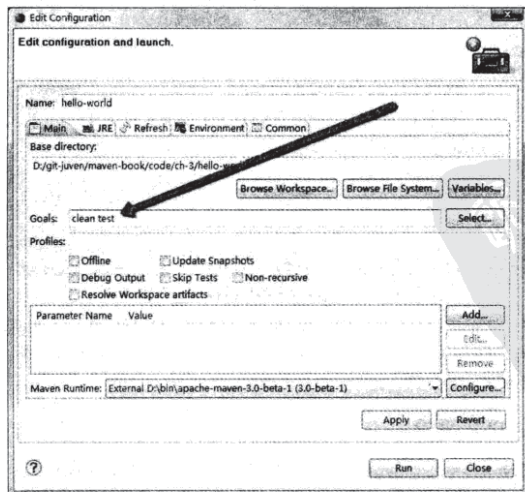 Edit Configuration
Edit configuration and launch.
Name: hello-world
Main JRE Refresh Environment Common
Base directory:
D:/git-juven/maven-book/code/ch-3/hello-world
Browse Workspace... Browse File System... Variables...
Goals: clean test Select...
Profiles:
Offline Update Snapshots
Debug Output Skip Tests Non-recursive
Resolve Workspace artifacts
Parameter Name Value Add...
Edit...
Remove
Maven Runtime: External D:\bin\apache-maven-3.0-beta-1 (3.0-beta-1) Configure...
Apply Revert
? Run Close